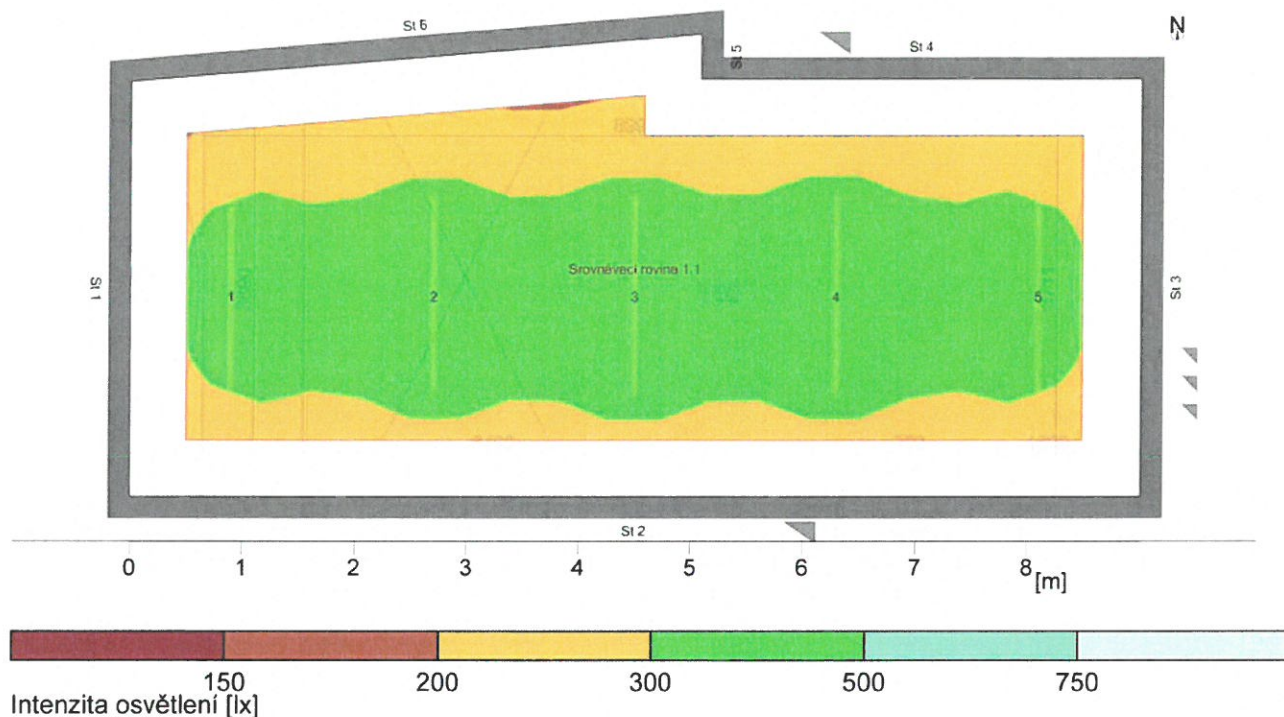 St 6
N
St 5
St 4
Srovnávací rovina 1.1
St 1
1 2 3 4 5
St 3
St 2
0 1 2 3 4 5 6 7 8 [m]
150 200 300 500 750
Intenzita osvětlení [lx]